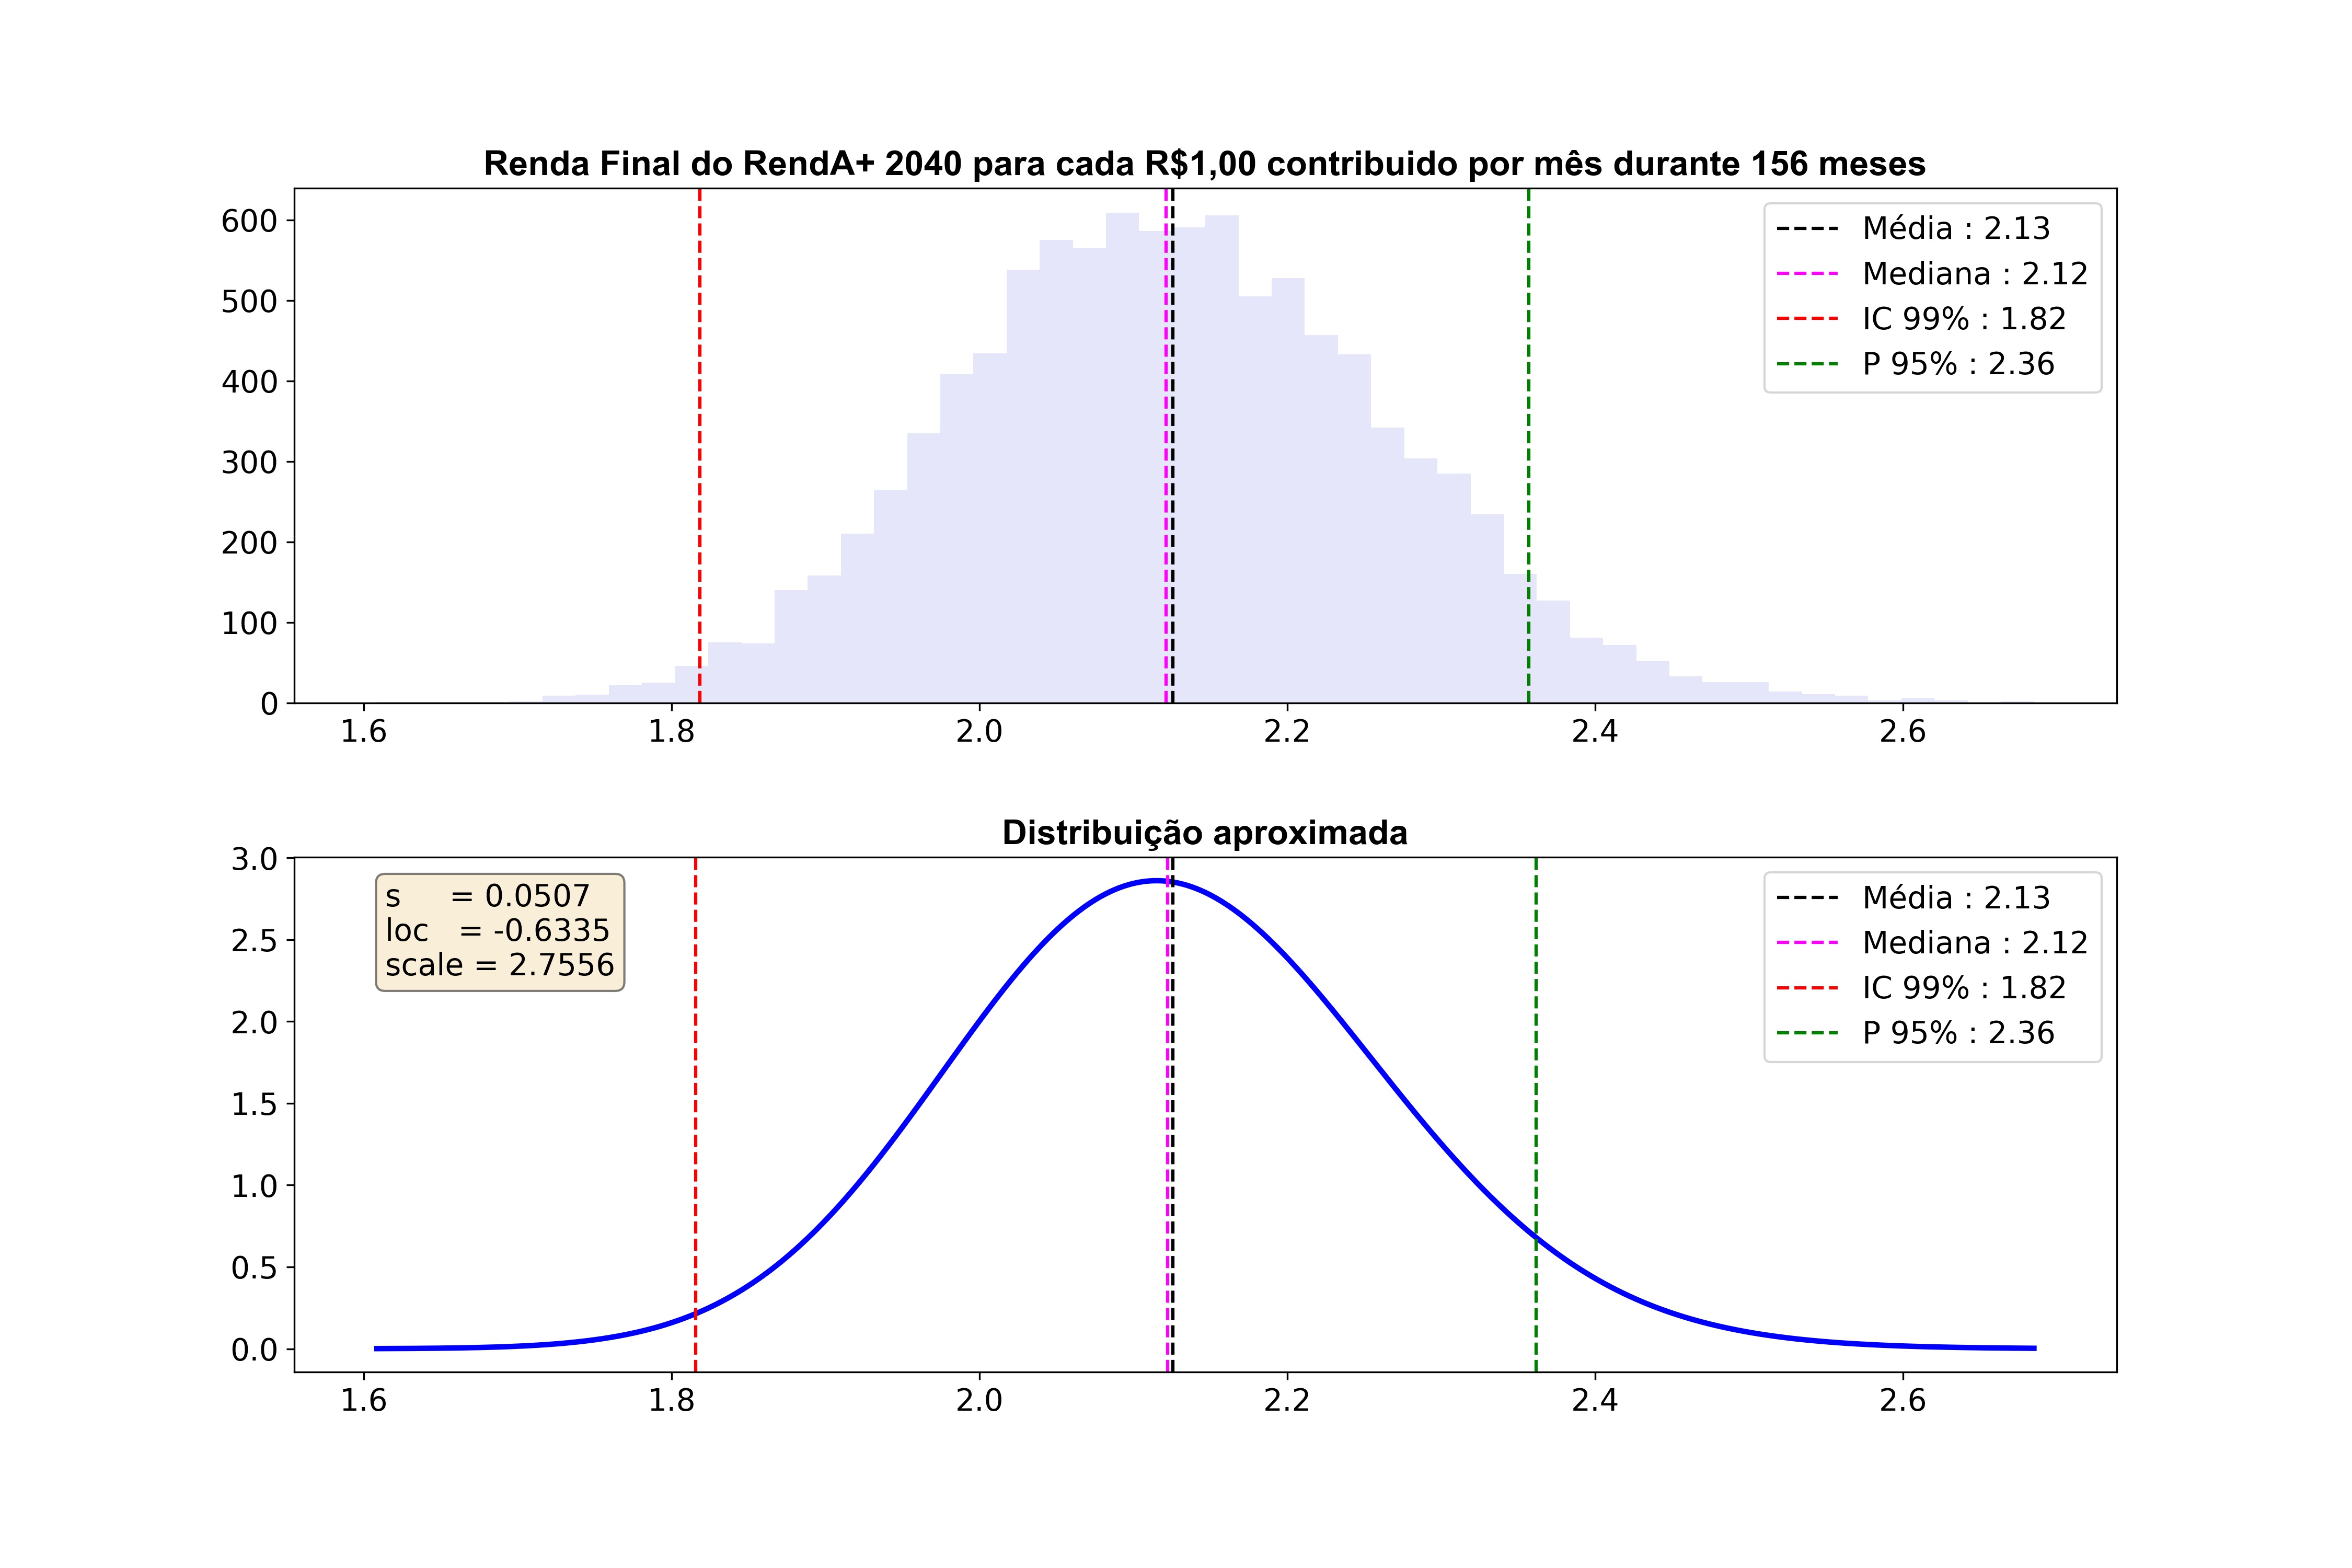 Renda Final do RendA+ 2040 para cada R$1,00 contribuido por mês durante 156 meses
600
500
400
300
200
100
0
1.6
1.8
2.0
2.2
2.4
2.6
Média : 2.13
Mediana : 2.12
IC 99% : 1.82
P 95% : 2.36
Distribuição aproximada
3.0
2.5
2.0
1.5
1.0
0.5
0.0
s = 0.0507
loc = -0.6335
scale = 2.7556
Média : 2.13
Mediana : 2.12
IC 99% : 1.82
P 95% : 2.36
1.6
1.8
2.0
2.2
2.4
2.6